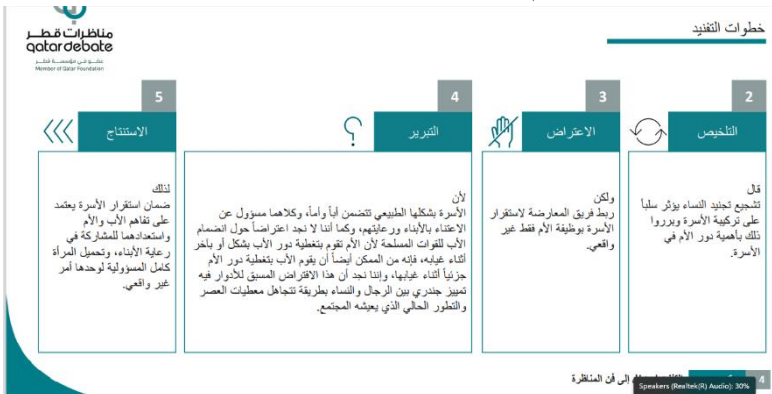 مناظرات قطر
qatardebate
عضو في مؤسسة قطر
Member of Qatar Foundation
خطوات التفنيد
2
التلخيص
قال
تشجيع تجنيد النساء يؤثر سلباً
على تركيبة الأسرة وبرروا
ذلك بأهمية دور الأم في
الأسرة.
3
الاعتراض
ولكن
ربط فريق المعارضة لاستقرار
الأسرة بوظيفة الأم فقط غير
واقعي.
4
التبرير
لأن
الأسرة بشكلها الطبيعي تتضمن أباً وأماً، وكلاهما مسؤول عن
الاعتناء بالأبناء ورعايتهم، وكما أننا لا نجد اعتراضاً حول انضمام
الأب للقوات المسلحة لأن الأم تقوم بتغطية دور الأب بشكل أو بآخر
أثناء غيابه، فإنه من الممكن أيضاً أن يقوم الأب بتغطية دور الأم
جزئياً أثناء غيابها، وإننا نجد أن هذا الافتراض المسبق للأدوار فيه
تمييز جندري بين الرجال والنساء بطريقة تتجاهل معطيات العصر
والتطور الحالي الذي يعيشه المجتمع.
5
الاستنتاج
لذلك
ضمان استقرار الأسرة يعتمد
على تفاهم الأب والأم
واستعدادهما للمشاركة في
رعاية الأبناء، وتحميل المرأة
كامل المسؤولية لوحدها أمر
غير واقعي.
إلى فن المناظرة
4
Speakers (Realtek(R) Audio): 30%